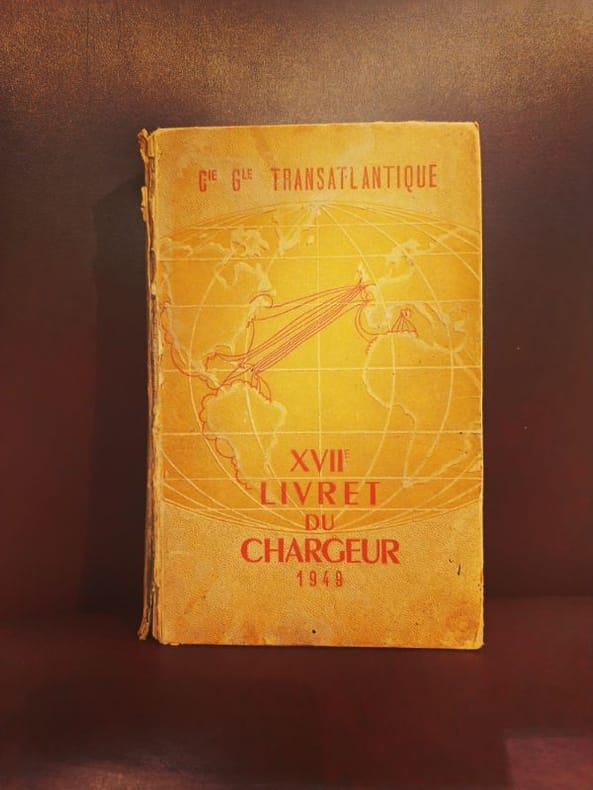 CIE GLE TRANSATLANTIQUE
XVIIE
LIVRET
DU
CHARGEUR
1949